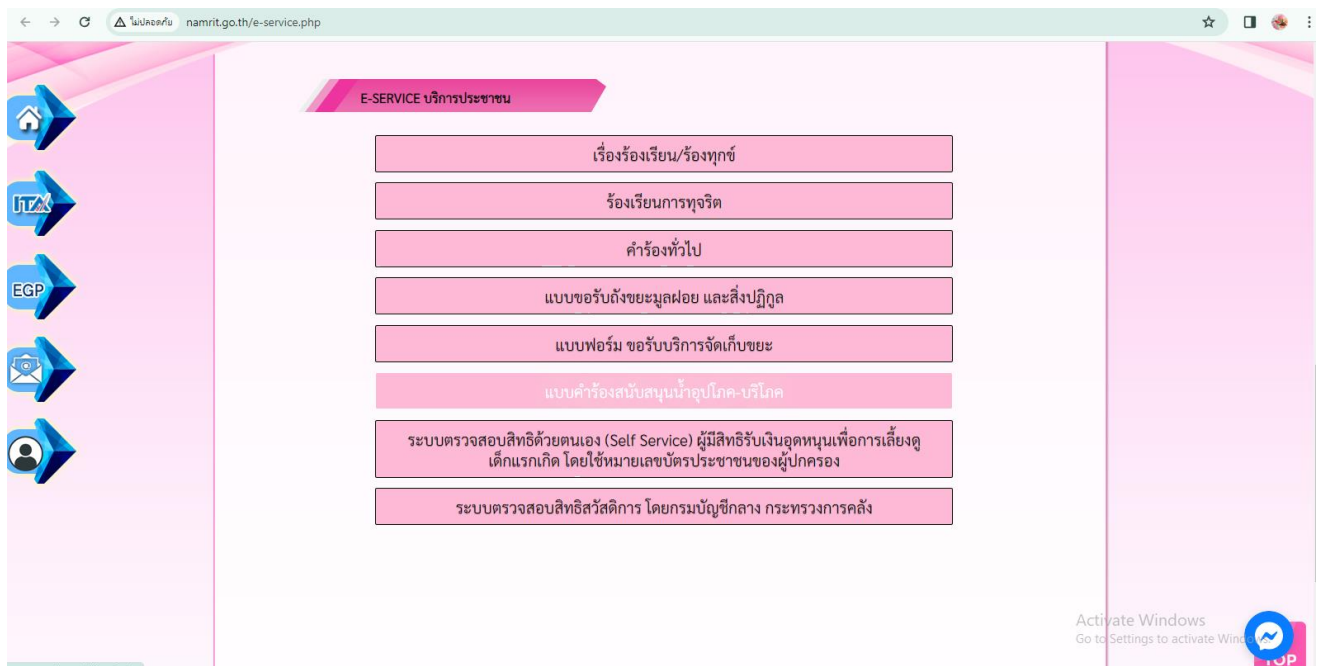 ไม่ปลอดภัย namrit.go.th/e-service.php
E-SERVICE บริการประชาชน
เรื่องร้องเรียน/ร้องทุกข์
ร้องเรียนการทุจริต
คำร้องทั่วไป
แบบขอรับถังขยะมูลฝอย และสิ่งปฏิกูล
แบบฟอร์ม ขอรับบริการจัดเก็บขยะ
แบบคำร้องสนับสนุนน้ำอุปโภค-บริโภค
ระบบตรวจสอบสิทธิด้วยตนเอง (Self Service) ผู้มีสิทธิรับเงินอุดหนุนเพื่อการเลี้ยงดู
เด็กแรกเกิด โดยใช้หมายเลขบัตรประชาชนของผู้ปกครอง
ระบบตรวจสอบสิทธิสวัสดิการ โดยกรมบัญชีกลาง กระทรวงการคลัง
ITA
EGP
Activate Windows
Go to Settings to activate Windows.
TOP